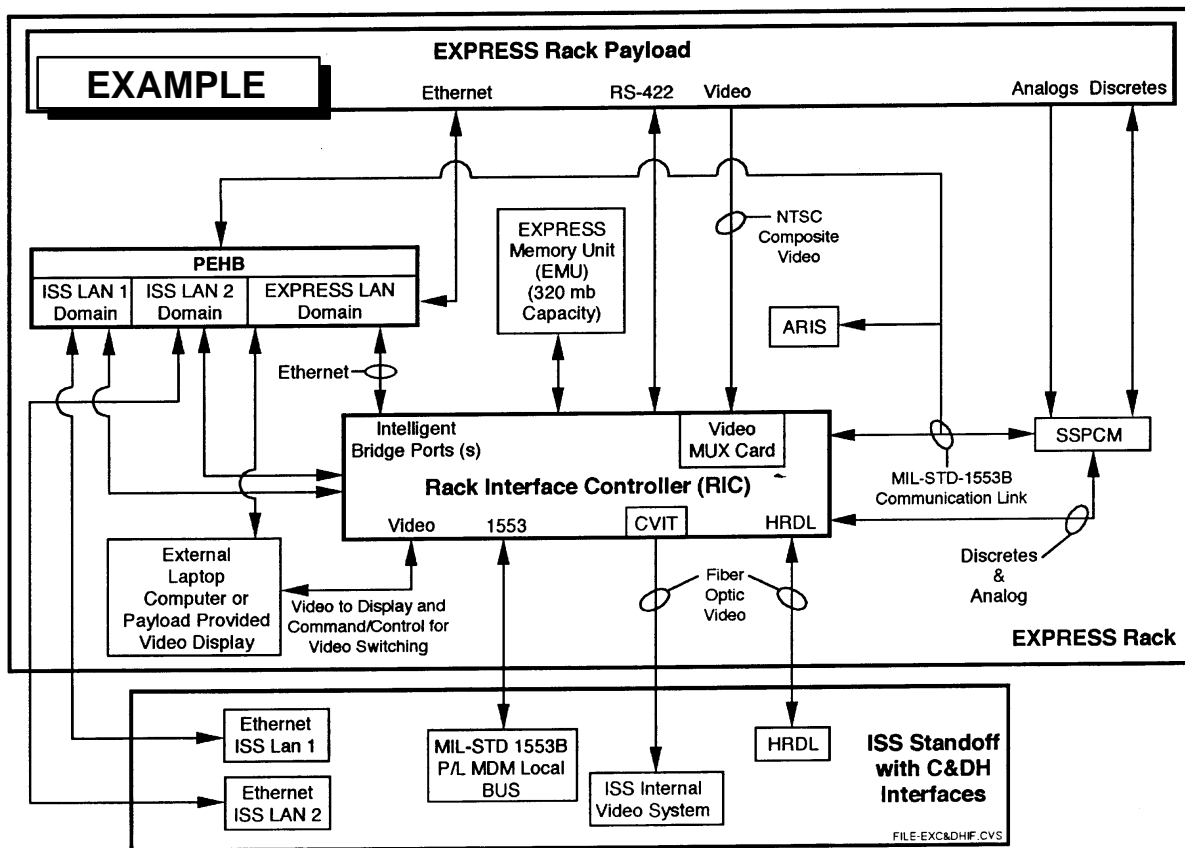 EXPRESS Rack Payload
EXAMPLE
Ethernet
RS-422
Video
Analogs
Discretes
NTSC
Composite
Video
EXPRESS
Memory Unit
(EMU)
(320 mb
Capacity)
PEHB
ISS LAN 1
Domain
ISS LAN 2
Domain
EXPRESS LAN
Domain
ARIS
Ethernet
Intelligent
Bridge Ports (s)
Video
MUX Card
SSPCM
Rack Interface Controller (RIC)
MIL-STD-1553B
Communication Link
Video
1553
CVIT
HRDL
External
Laptop
Computer or
Payload Provided
Video Display
Video to Display and
Command/Control for
Video Switching
Fiber
Optic
Video
Discretes
&
Analog
EXPRESS Rack
Ethernet
ISS Lan 1
Ethernet
ISS LAN 2
MIL-STD 1553B
P/L MDM Local
BUS
ISS Internal
Video System
HRDL
ISS Standoff
with C&DH
Interfaces
FILE-EXC&DHIF.CVS